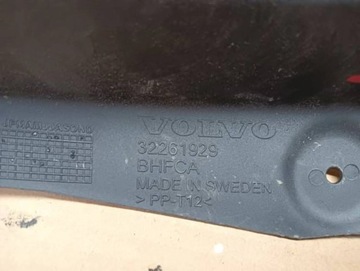 VOLVO
32261929
BHFCA
MADE IN SWEDEN
>PP-T12<